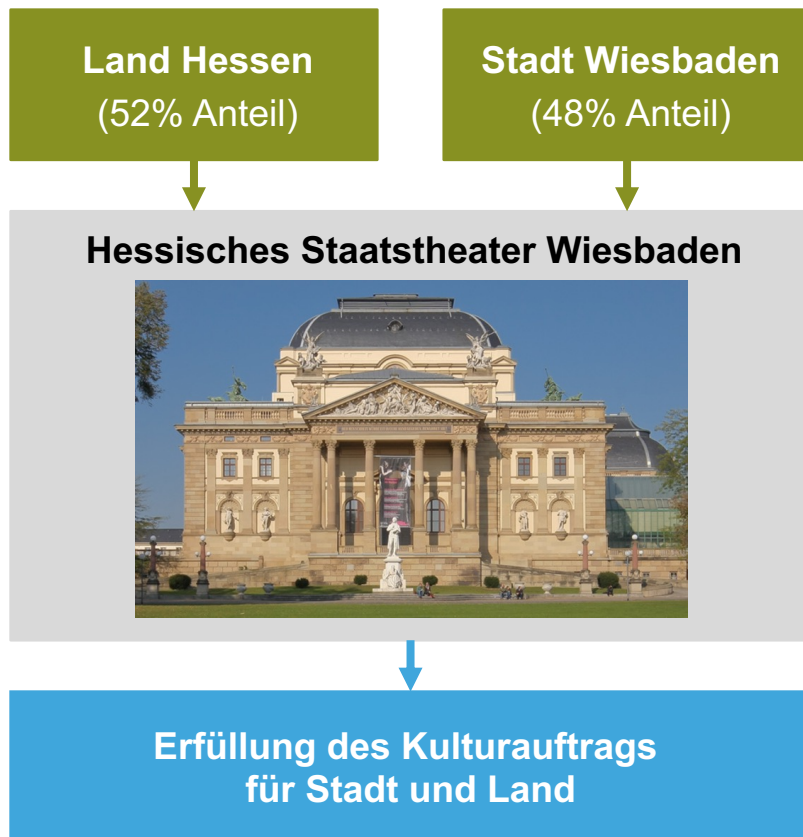 Land Hessen
(52% Anteil)
Stadt Wiesbaden
(48% Anteil)
Hessisches Staatstheater Wiesbaden
Erfüllung des Kulturauftrags
für Stadt und Land